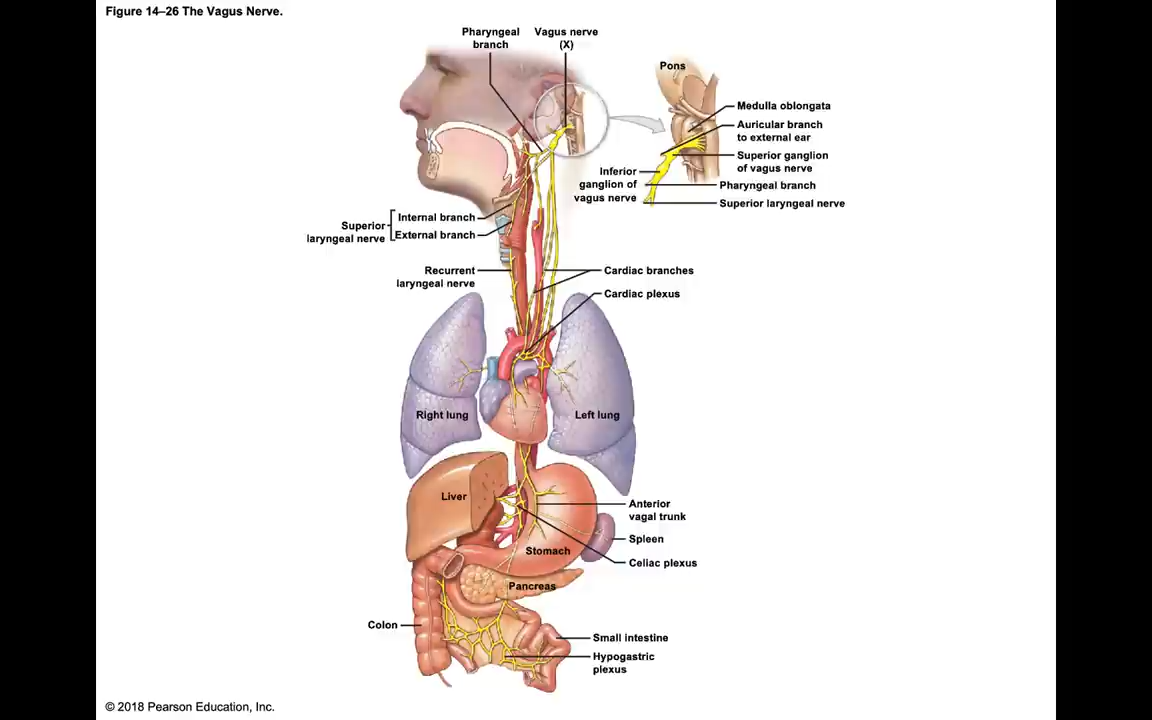 Figure 14–26 The Vagus Nerve.
Pharyngeal
branch
Vagus nerve
(X)
Pons
Medulla oblongata
Auricular branch
to external ear
Superior ganglion
of vagus nerve
Inferior
ganglion of
vagus nerve
Pharyngeal branch
Superior laryngeal nerve
Superior
laryngeal nerve
Internal branch
External branch
Recurrent
laryngeal nerve
Cardiac branches
Cardiac plexus
Right lung
Left lung
Liver
Anterior
vagal trunk
Spleen
Stomach
Celiac plexus
Pancreas
Colon
Small intestine
Hypogastric
plexus
© 2018 Pearson Education, Inc.